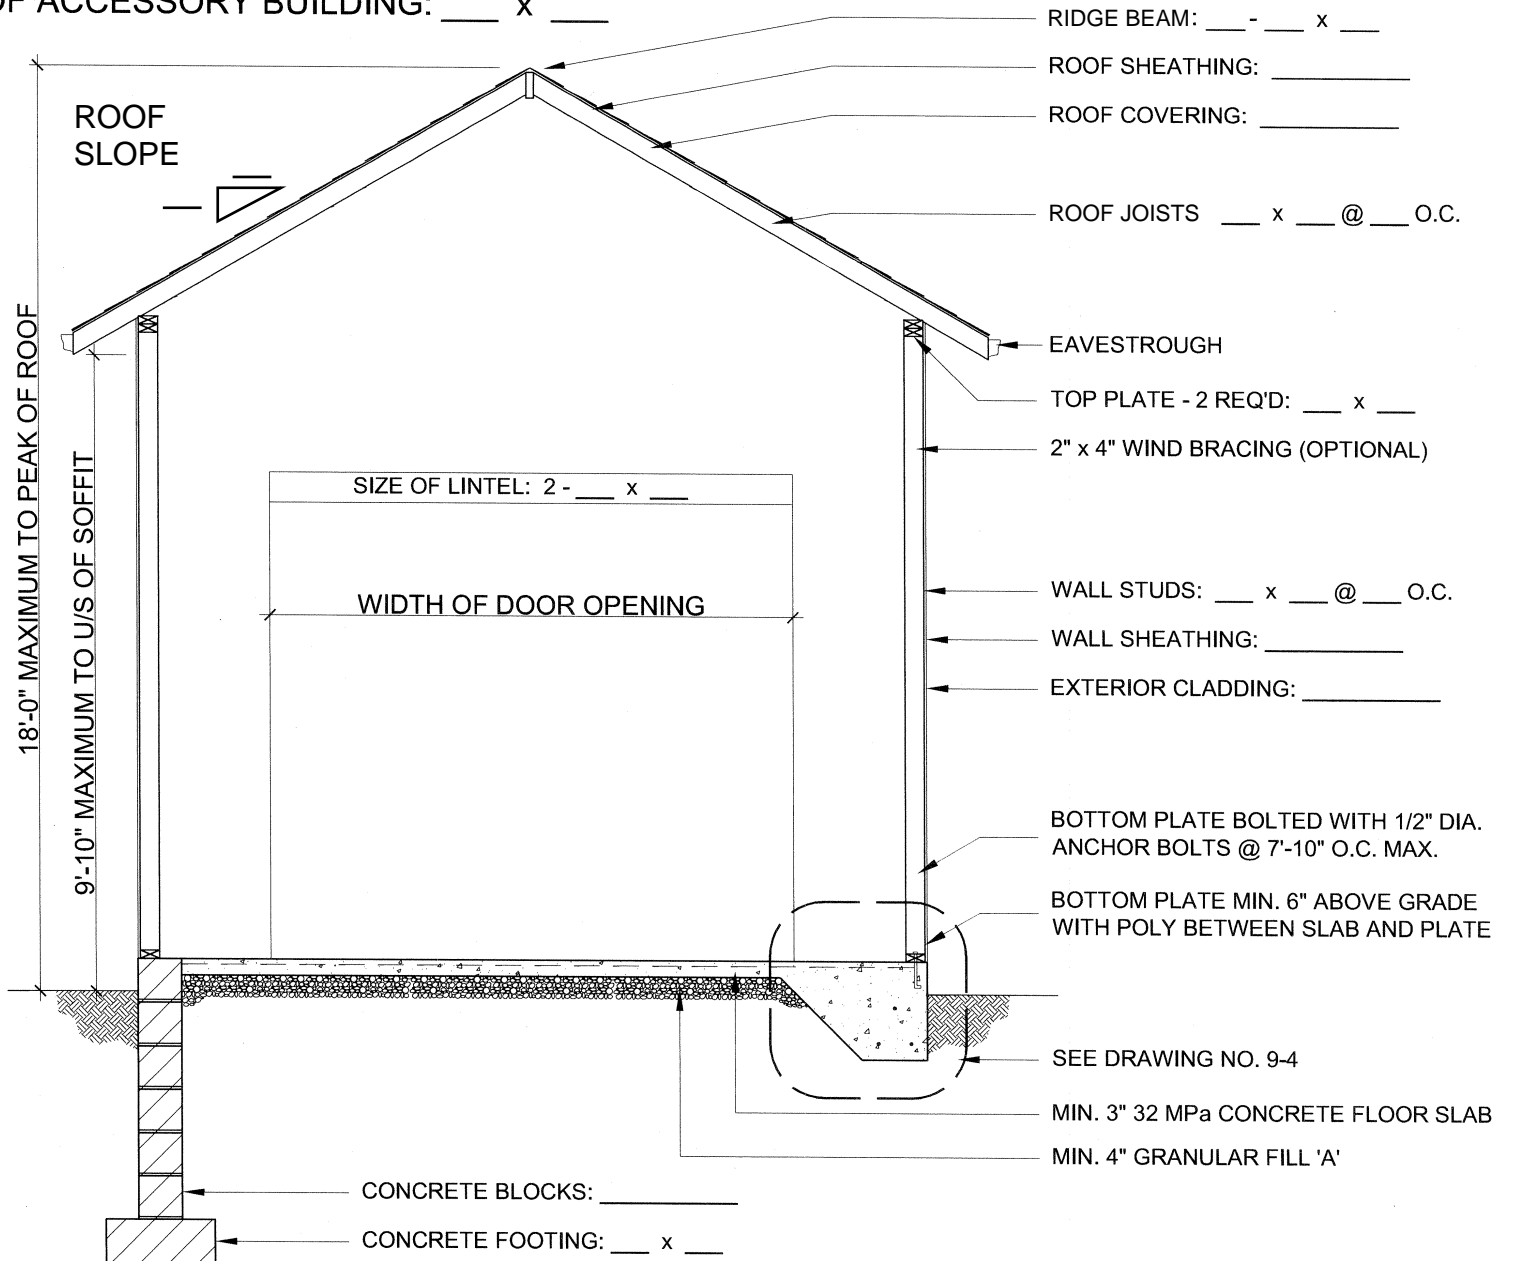 OF ACCESSORY BUILDING: ___ x ___
RIDGE BEAM: ___ - ___ x ___
ROOF SHEATHING: ___________
ROOF COVERING: ___________
ROOF
SLOPE
ROOF JOISTS ___ x ___ @ ___ O.C.
EAVESTROUGH
TOP PLATE - 2 REQ'D: ___ x ___
2" x 4" WIND BRACING (OPTIONAL)
18'-0" MAXIMUM TO PEAK OF ROOF
9'-10" MAXIMUM TO U/S OF SOFFIT
SIZE OF LINTEL: 2 - ___ x ___
WIDTH OF DOOR OPENING
WALL STUDS: ___ x ___ @ ___ O.C.
WALL SHEATHING: ___________
EXTERIOR CLADDING: ___________
BOTTOM PLATE BOLTED WITH 1/2" DIA.
ANCHOR BOLTS @ 7'-10" O.C. MAX.
BOTTOM PLATE MIN. 6" ABOVE GRADE
WITH POLY BETWEEN SLAB AND PLATE
SEE DRAWING NO. 9-4
MIN. 3" 32 MPa CONCRETE FLOOR SLAB
MIN. 4" GRANULAR FILL 'A'
CONCRETE BLOCKS: ___________
CONCRETE FOOTING: ___ x ___